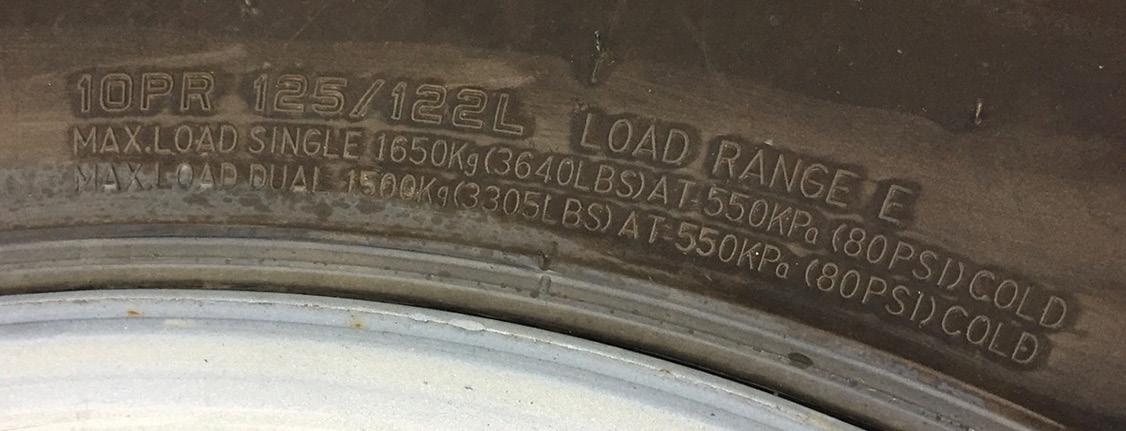 10PR 125/122L LOAD RANGE E
MAX.LOAD SINGLE 1650Kg(3640LBS)AT 550KPa (80PSI)COLD
MAX.LOAD DUAL 1500Kg(3305LBS)AT 550KPa (80PSI)COLD